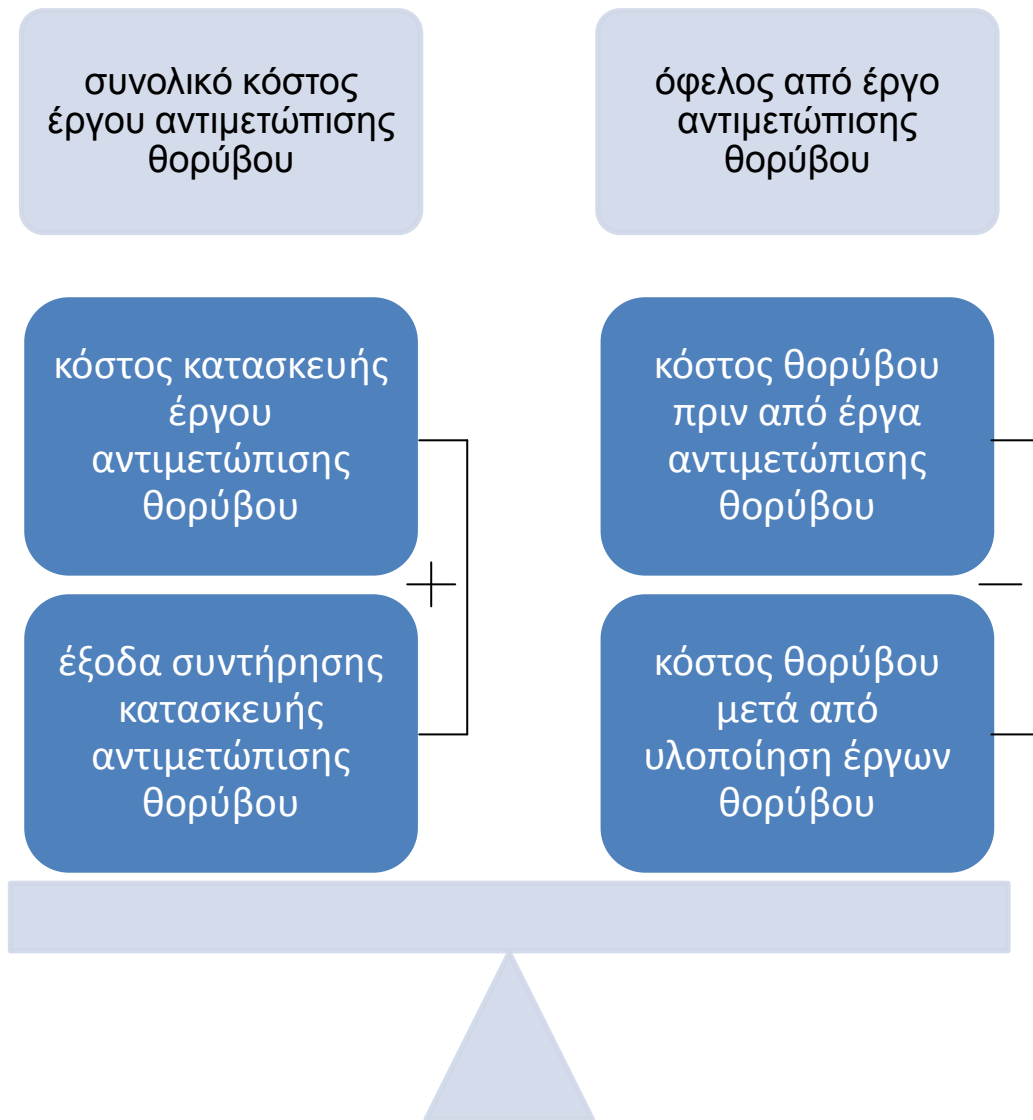 συνολικό κόστος
έργου αντιμετώπισης
θορύβου
όφελος από έργο
αντιμετώπισης
θορύβου
κόστος κατασκευής
έργου
αντιμετώπισης
θορύβου
+
έξοδα συντήρησης
κατασκευής
αντιμετώπισης
θορύβου
κόστος θορύβου
πριν από έργα
αντιμετώπισης
θορύβου
–
κόστος θορύβου
μετά από
υλοποίηση έργων
θορύβου